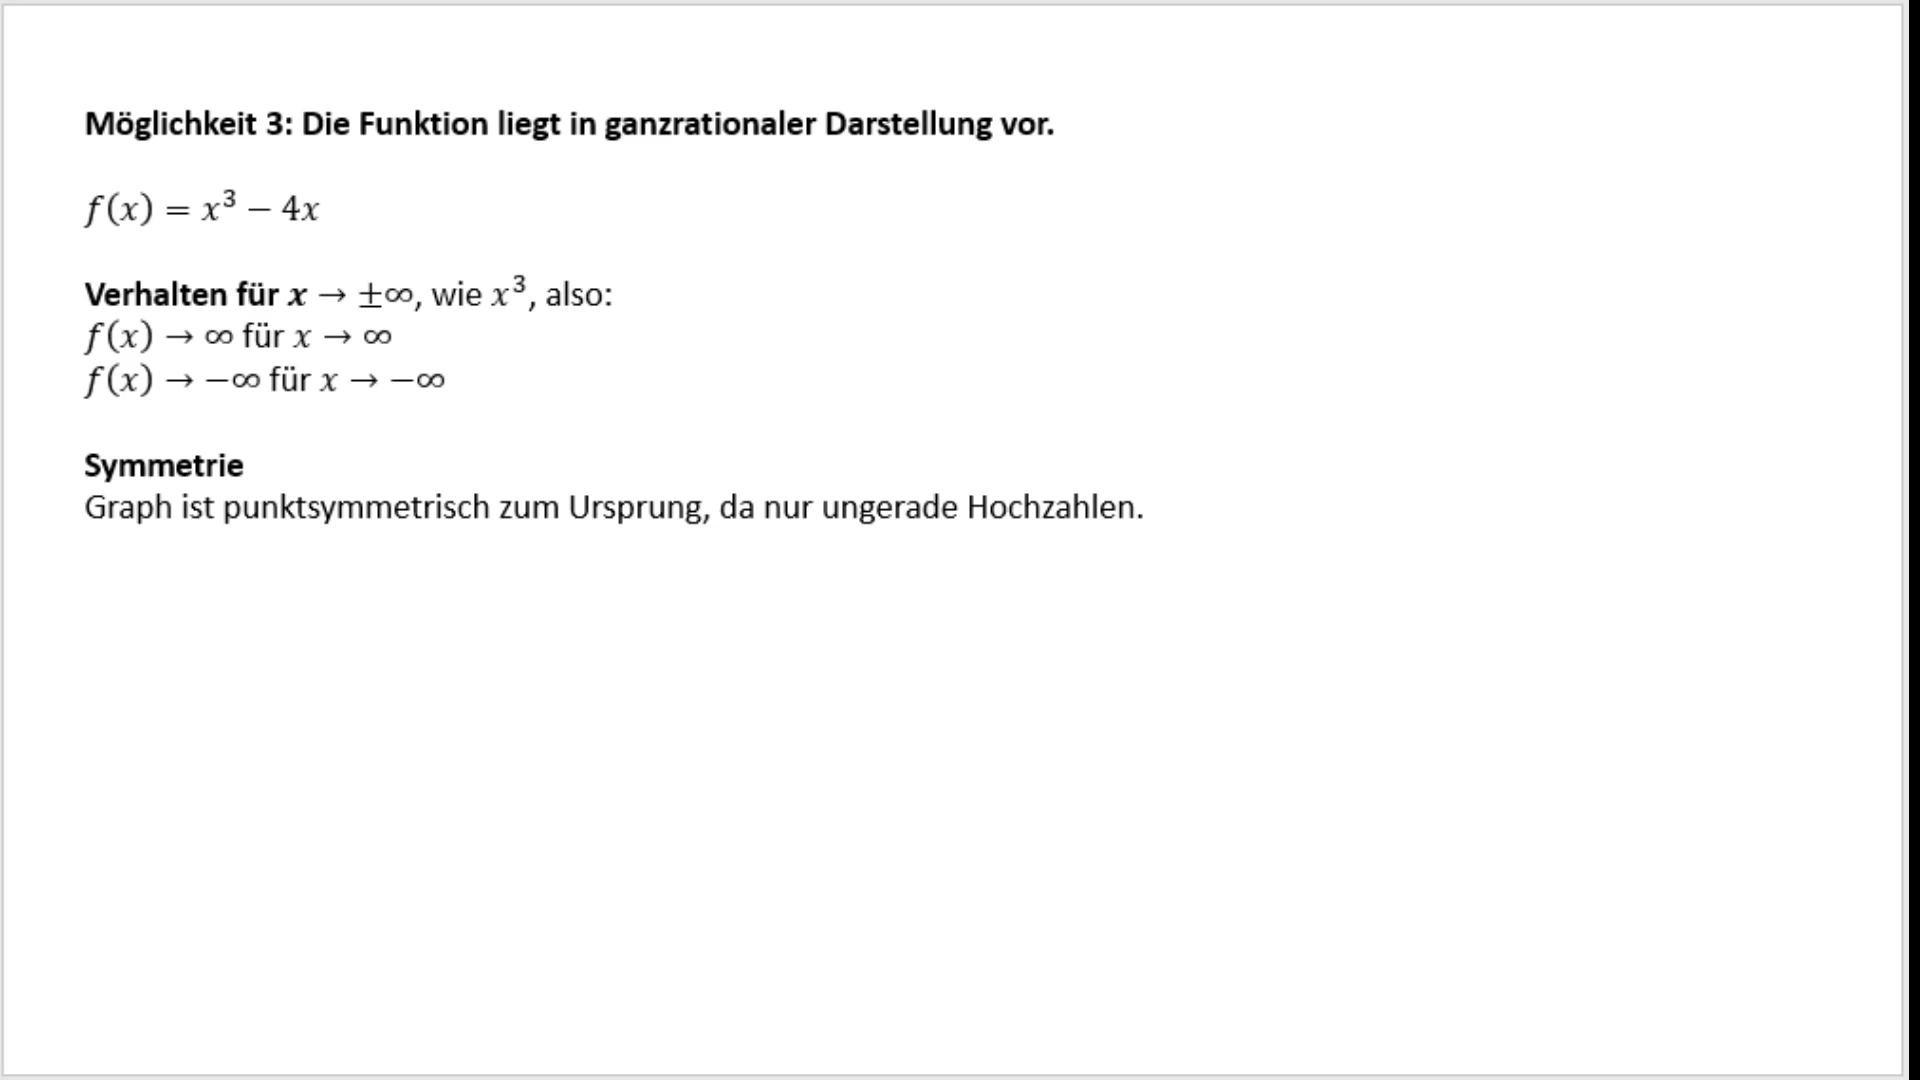 Möglichkeit 3: Die Funktion liegt in ganzrationaler Darstellung vor.
f(x) = x³ − 4x
Verhalten für x → ±∞, wie x³, also:
f(x) → ∞ für x → ∞
f(x) → −∞ für x → −∞
Symmetrie
Graph ist punktsymmetrisch zum Ursprung, da nur ungerade Hochzahlen.